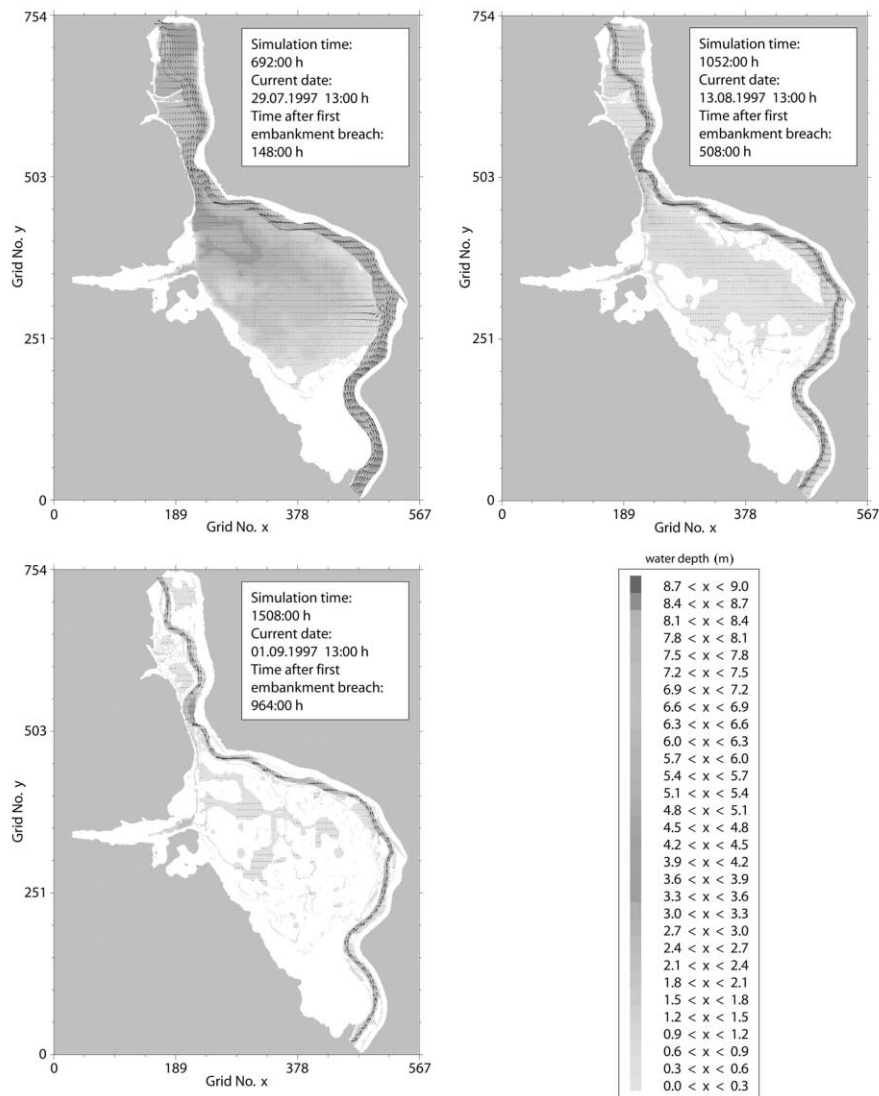 754
503
251
0
0
189
378
567
Grid No. y
Grid No. x
Simulation time:
692:00 h
Current date:
29.07.1997 13:00 h
Time after first
embankment breach:
148:00 h
754
503
251
0
0
189
378
567
Grid No. y
Grid No. x
Simulation time:
1052:00 h
Current date:
13.08.1997 13:00 h
Time after first
embankment breach:
508:00 h
754
503
251
0
0
189
378
567
Grid No. y
Grid No. x
Simulation time:
1508:00 h
Current date:
01.09.1997 13:00 h
Time after first
embankment breach:
964:00 h
water depth (m)
8.7 < x < 9.0
8.4 < x < 8.7
8.1 < x < 8.4
7.8 < x < 8.1
7.5 < x < 7.8
7.2 < x < 7.5
6.9 < x < 7.2
6.6 < x < 6.9
6.3 < x < 6.6
6.0 < x < 6.3
5.7 < x < 6.0
5.4 < x < 5.7
5.1 < x < 5.4
4.8 < x < 5.1
4.5 < x < 4.8
4.2 < x < 4.5
3.9 < x < 4.2
3.6 < x < 3.9
3.3 < x < 3.6
3.0 < x < 3.3
2.7 < x < 3.0
2.4 < x < 2.7
2.1 < x < 2.4
1.8 < x < 2.1
1.5 < x < 1.8
1.2 < x < 1.5
0.9 < x < 1.2
0.6 < x < 0.9
0.3 < x < 0.6
0.0 < x < 0.3